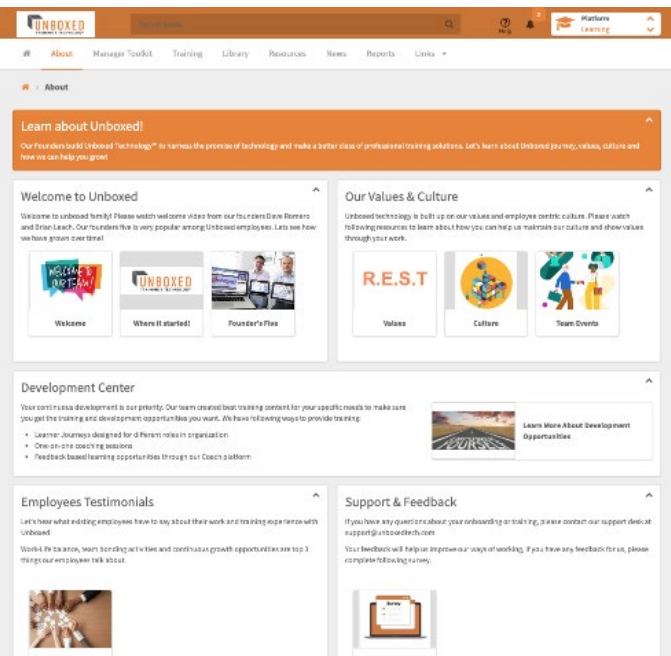 UNBOXED
TRAINING & TECHNOLOGY
Help
2
Platform
Learning
About
Manager Toolkit
Training
Library
Resources
News
Reports
Links
/ About
Learn about Unboxed!
Our Founders build Unboxed Technology™ to harness the promise of technology and make a better class of professional training solutions. Let's learn about Unboxed journey, values, culture and
how we can help you grow!
Welcome to Unboxed
Welcome to unboxed family! Please watch welcome video from our founders Dave Romero
and Brian Leach. Our founders five is very popular among Unboxed employees. Lets see how
we have grown over time!
WELCOME TO
OUR TEAM!
UNBOXED
TRAINING & TECHNOLOGY
Welcome
Where it started!
Founder's Five
Our Values & Culture
Unboxed technology is built up on our values and employee centric culture. Please watch
following resources to learn about how you can help us maintain our culture and show values
through your work.
R.E.S.T
Values
Culture
Team Events
Development Center
Your continuous development is our priority. Our team created best training content for your specific needs to make sure
you get the training and development opportunities you want. We have following ways to provide training:
• Learner Journeys designed for different roles in organization
• One-on-one coaching sessions
• Feedback based learning opportunities through our Coach platform
YOURSELF
Learn More About Development
Opportunities
Employees Testimonials
Let's hear what existing employees have to say about their work and training experience with
Unboxed.
Work-Life balance, team bonding activities and continuous growth opportunities are top 3
things our employees talk about.
Support & Feedback
If you have any questions about your onboarding or training, please contact our support desk at
support@unboxedtech.com
Your feedback will help us improve our ways of working, if you have any feedback for us, please
complete following survey.
Survey